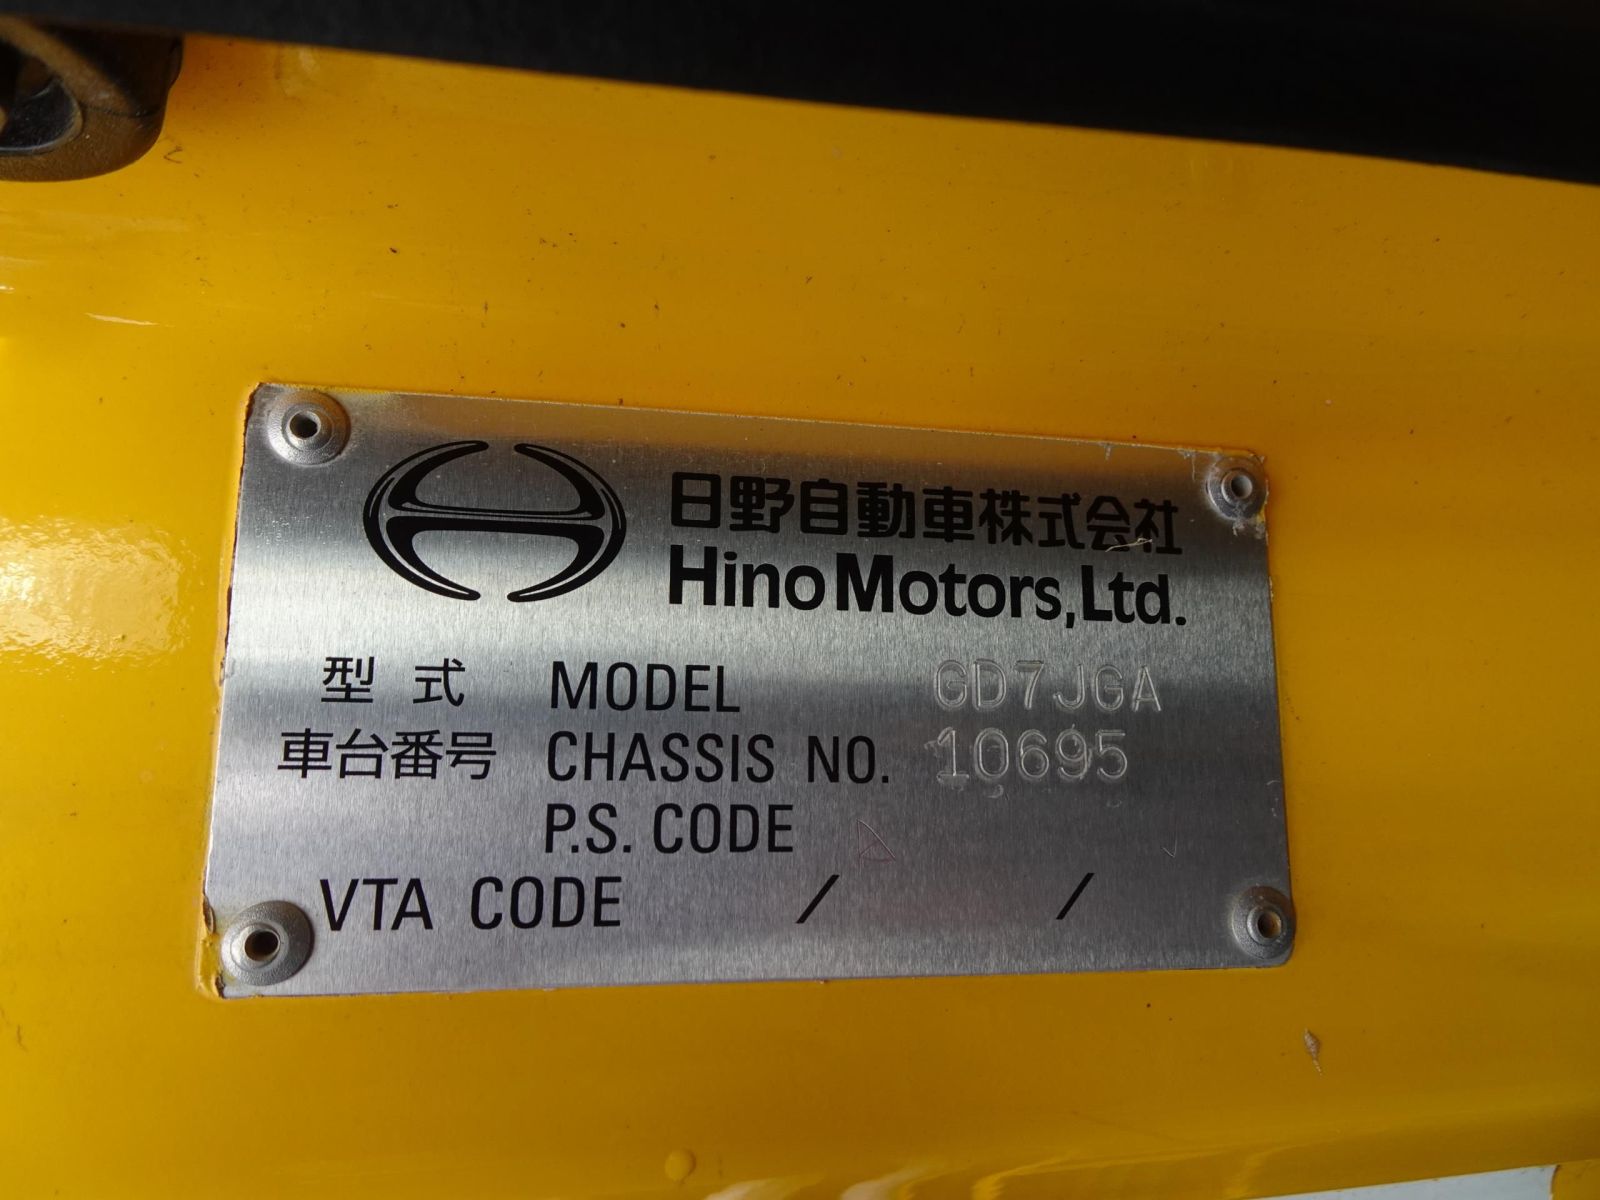 日野自動車株式会社
Hino Motors, Ltd.
型式 MODEL GD7JGA
車台番号 CHASSIS NO. 10695
P.S. CODE
VTA CODE / /